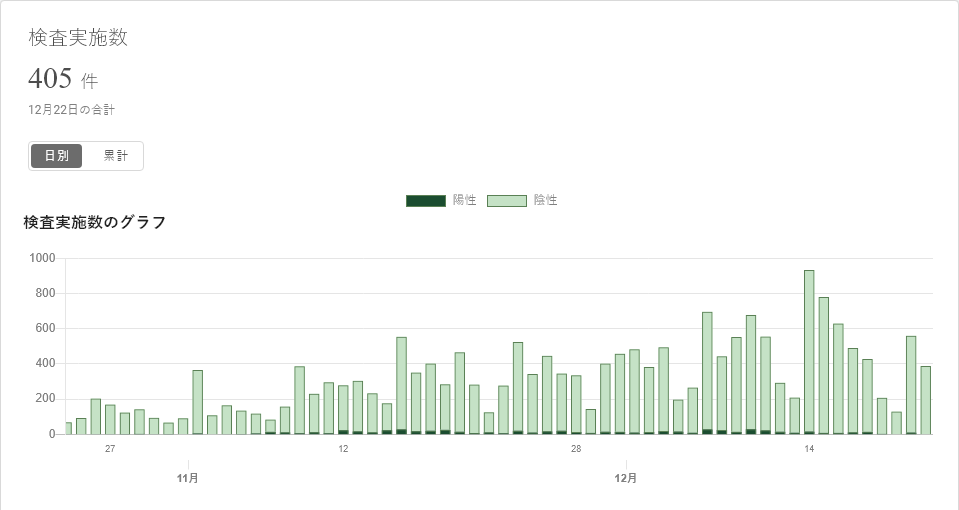 検査実施数
405 件
12月22日の合計
日別 累計
陽性 陰性
検査実施数のグラフ
1000
800
600
400
200
0
27 12 28 14
11月 12月